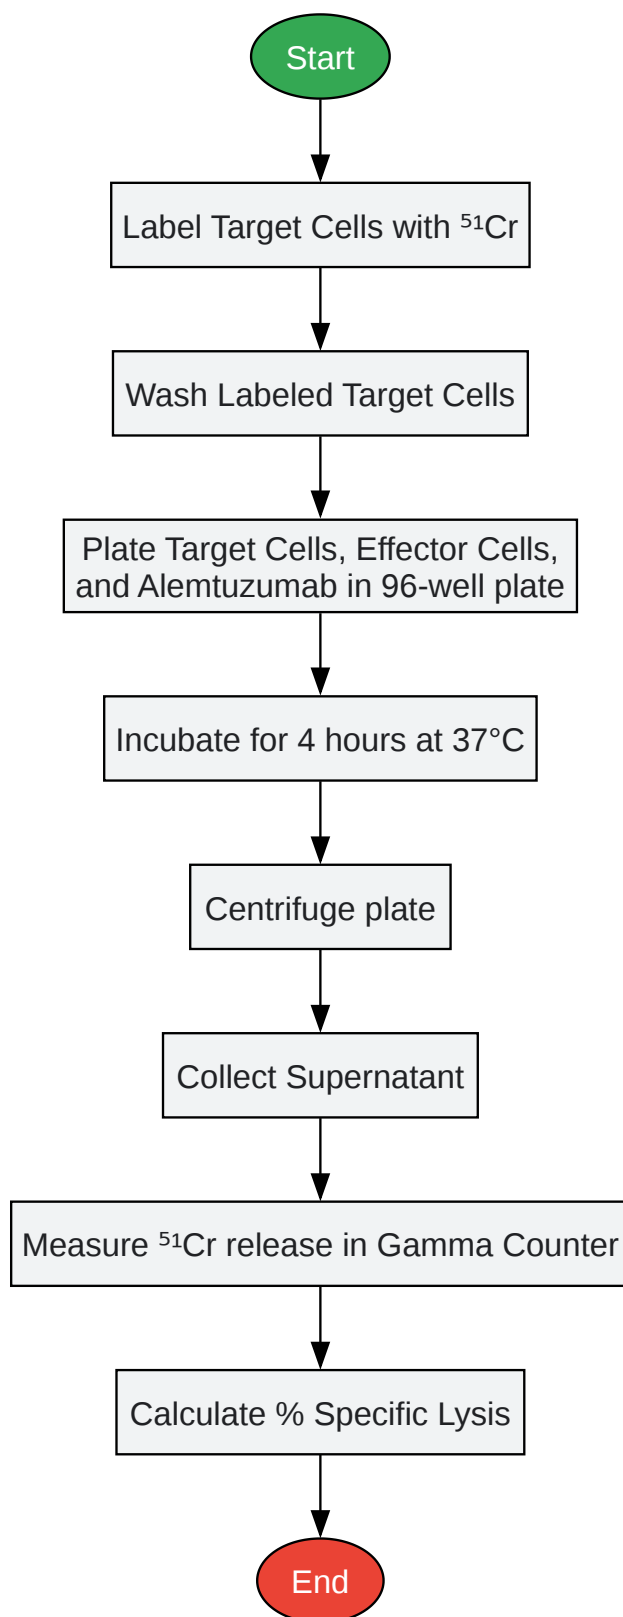 Start
Label Target Cells with ⁵¹Cr
Wash Labeled Target Cells
Plate Target Cells, Effector Cells,
and Alemtuzumab in 96-well plate
Incubate for 4 hours at 37°C
Centrifuge plate
Collect Supernatant
Measure ⁵¹Cr release in Gamma Counter
Calculate % Specific Lysis
End